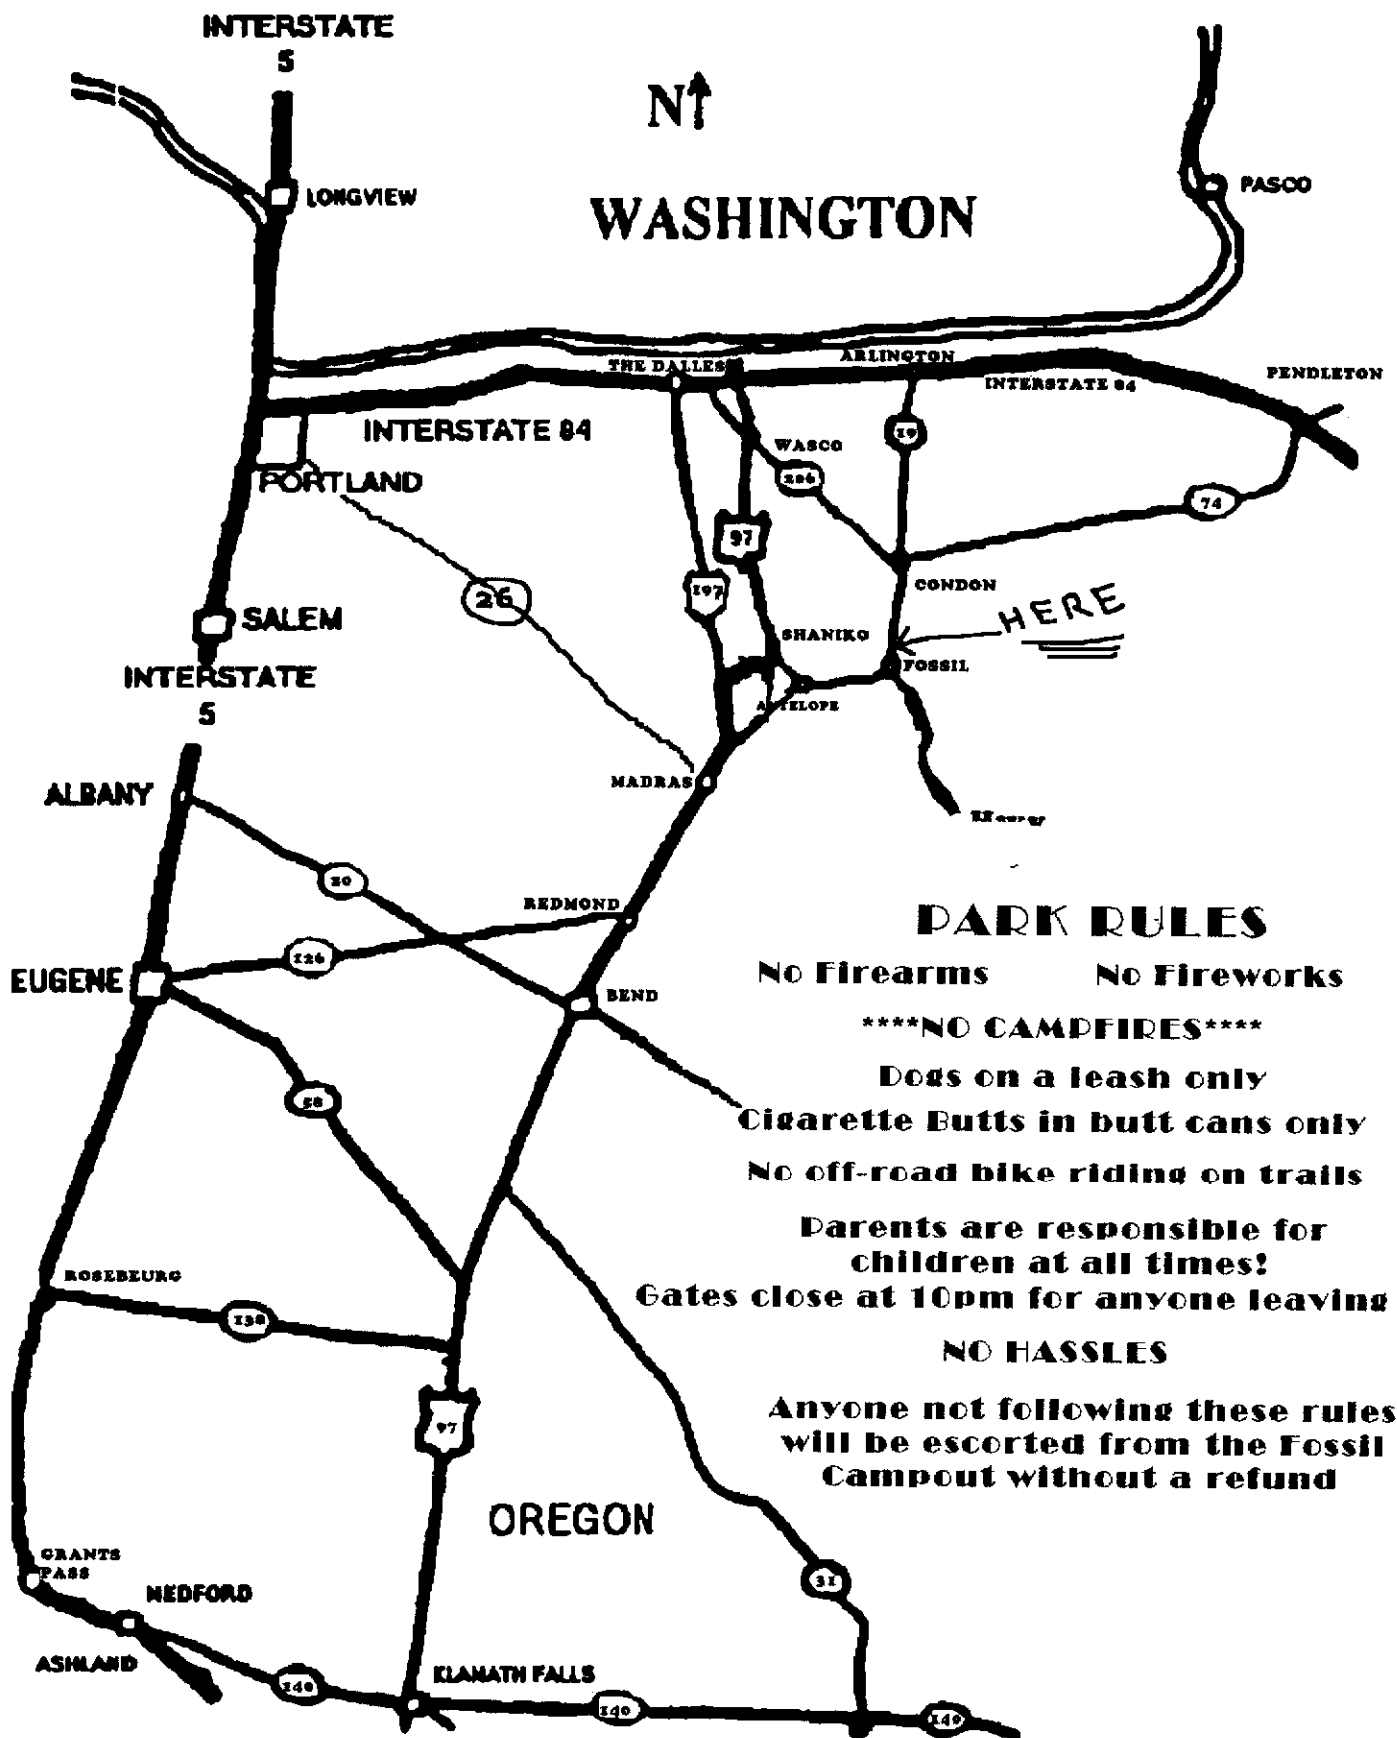 INTERSTATE
5
N
LONGVIEW
PASCO
WASHINGTON
THE DALLES
ARLINGTON
INTERSTATE 84
PENDLETON
INTERSTATE 84
19
WASCO
206
PORTLAND
74
97
26
197
CONDON
HERE
SALEM
SHANIKO
FOSSIL
INTERSTATE
5
ANTELOPE
MADRAS
ALBANY
20
REDMOND
126
EUGENE
BEND
58
PARK RULES
No Firearms No Fireworks
****NO CAMPFIRES****
Dogs on a leash only
Cigarette Butts in butt cans only
No off-road bike riding on trails
Parents are responsible for
children at all times!
Gates close at 10pm for anyone leaving
NO HASSLES
Anyone not following these rules
will be escorted from the Fossil
Campout without a refund
ROSEBEURG
138
97
OREGON
GRANTS
PASS
MEDFORD
31
ASHLAND
KLAMATH FALLS
140
140
140